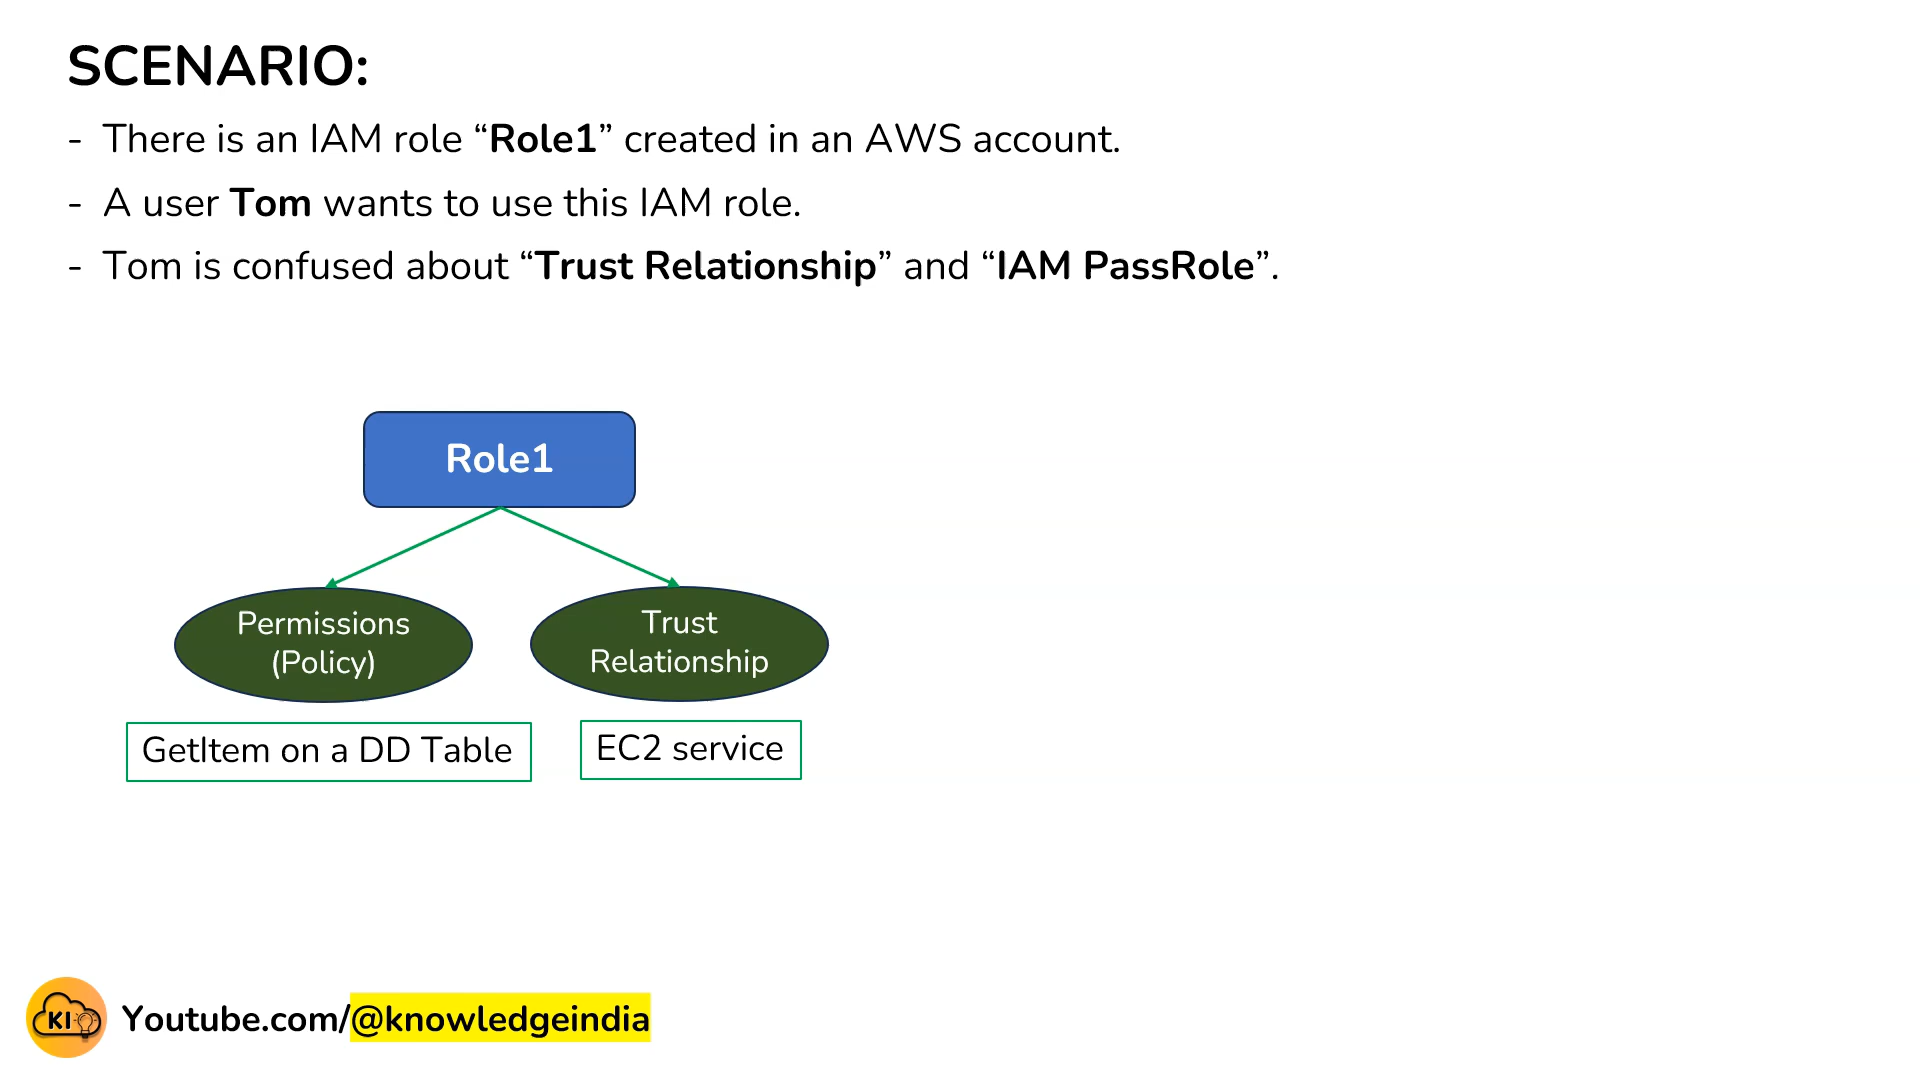 SCENARIO:
- There is an IAM role “Role1” created in an AWS account.
- A user Tom wants to use this IAM role.
- Tom is confused about “Trust Relationship” and “IAM PassRole”.
Role1
Permissions
(Policy)
Trust
Relationship
GetItem on a DD Table
EC2 service
KI
Youtube.com/@knowledgeindia